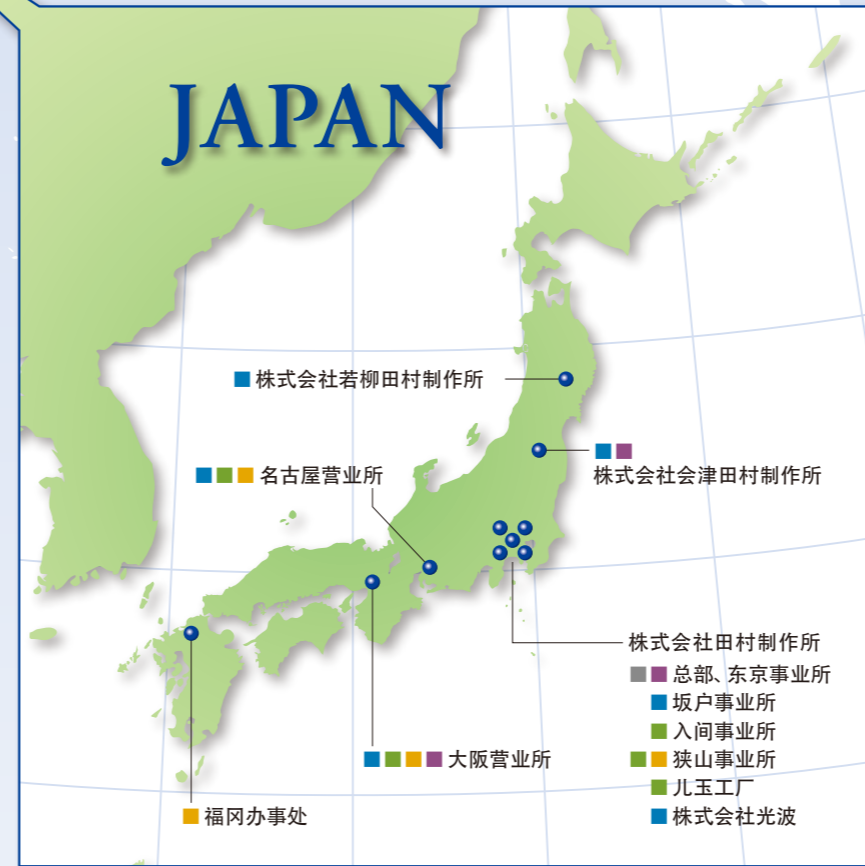 JAPAN
株式会社若柳田村制作所
株式会社会津田村制作所
名古屋营业所
株式会社田村制作所
总部、东京事业所
坂户事业所
入间事业所
狭山事业所
儿玉工厂
株式会社光波
大阪营业所
福冈办事处